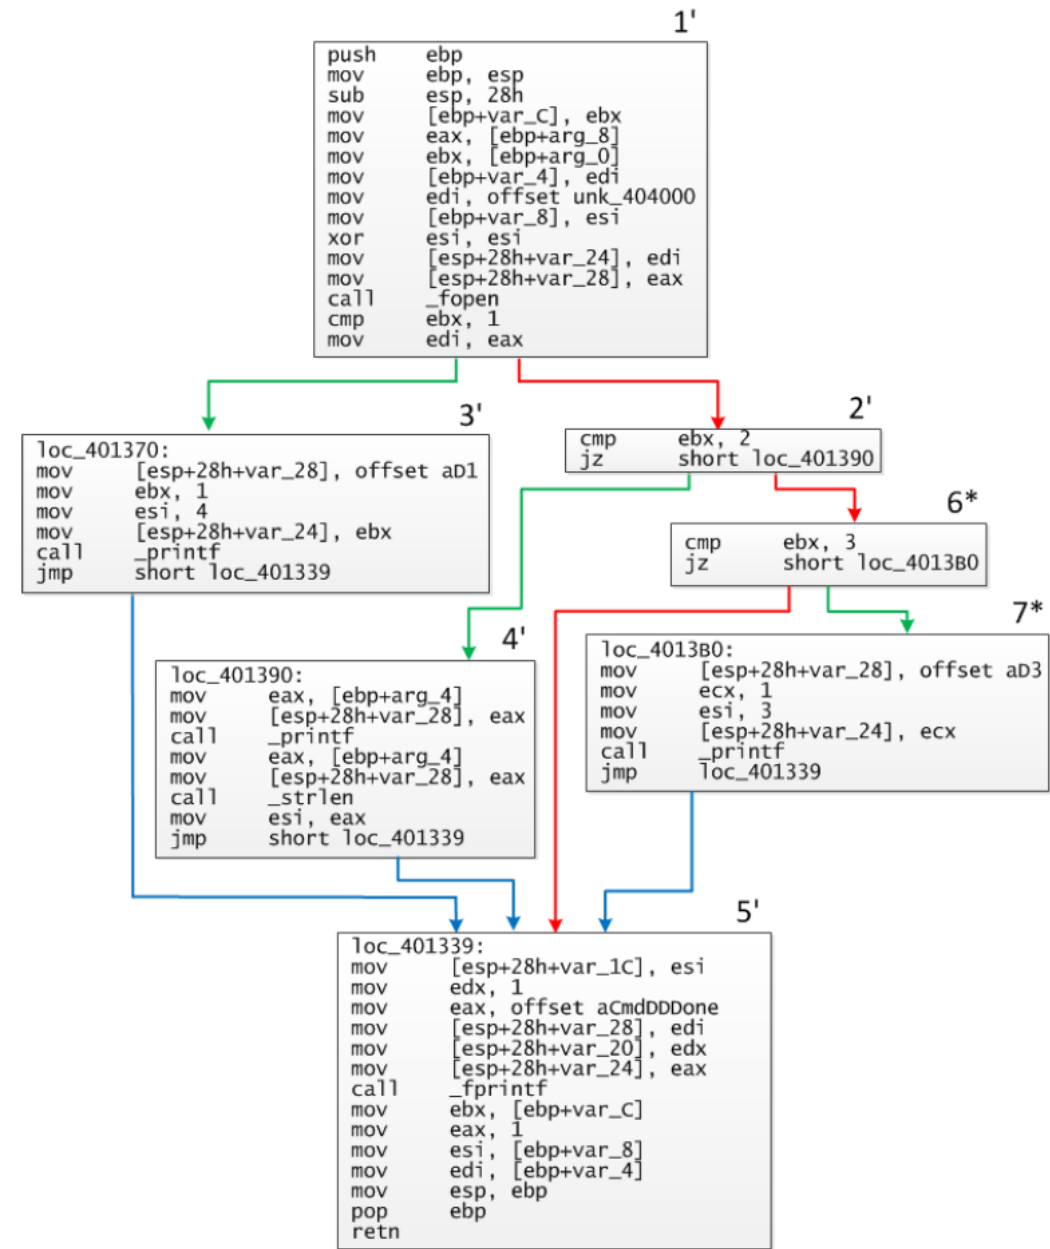 1'
push ebp
mov ebp, esp
sub esp, 28h
mov [ebp+var_C], ebx
mov eax, [ebp+arg_8]
mov ebx, [ebp+arg_0]
mov [ebp+var_4], edi
mov edi, offset unk_404000
mov [ebp+var_8], esi
xor esi, esi
mov [esp+28h+var_24], edi
mov [esp+28h+var_28], eax
call _fopen
cmp ebx, 1
mov edi, eax
3'
loc_401370:
mov [esp+28h+var_28], offset aD1
mov ebx, 1
mov esi, 4
mov [esp+28h+var_24], ebx
call _printf
jmp short loc_401339
2'
cmp ebx, 2
jz short loc_401390
6*
cmp ebx, 3
jz short loc_4013B0
4'
loc_401390:
mov eax, [ebp+arg_4]
mov [esp+28h+var_28], eax
call _printf
mov eax, [ebp+arg_4]
mov [esp+28h+var_28], eax
call _strlen
mov esi, eax
jmp short loc_401339
7*
loc_4013B0:
mov [esp+28h+var_28], offset aD3
mov ecx, 1
mov esi, 3
mov [esp+28h+var_24], ecx
call _printf
jmp loc_401339
5'
loc_401339:
mov [esp+28h+var_1C], esi
mov edx, 1
mov eax, offset aCmdDDDone
mov [esp+28h+var_28], edi
mov [esp+28h+var_20], edx
mov [esp+28h+var_24], eax
call _fprintf
mov ebx, [ebp+var_C]
mov eax, 1
mov esi, [ebp+var_8]
mov edi, [ebp+var_4]
mov esp, ebp
pop ebp
retn